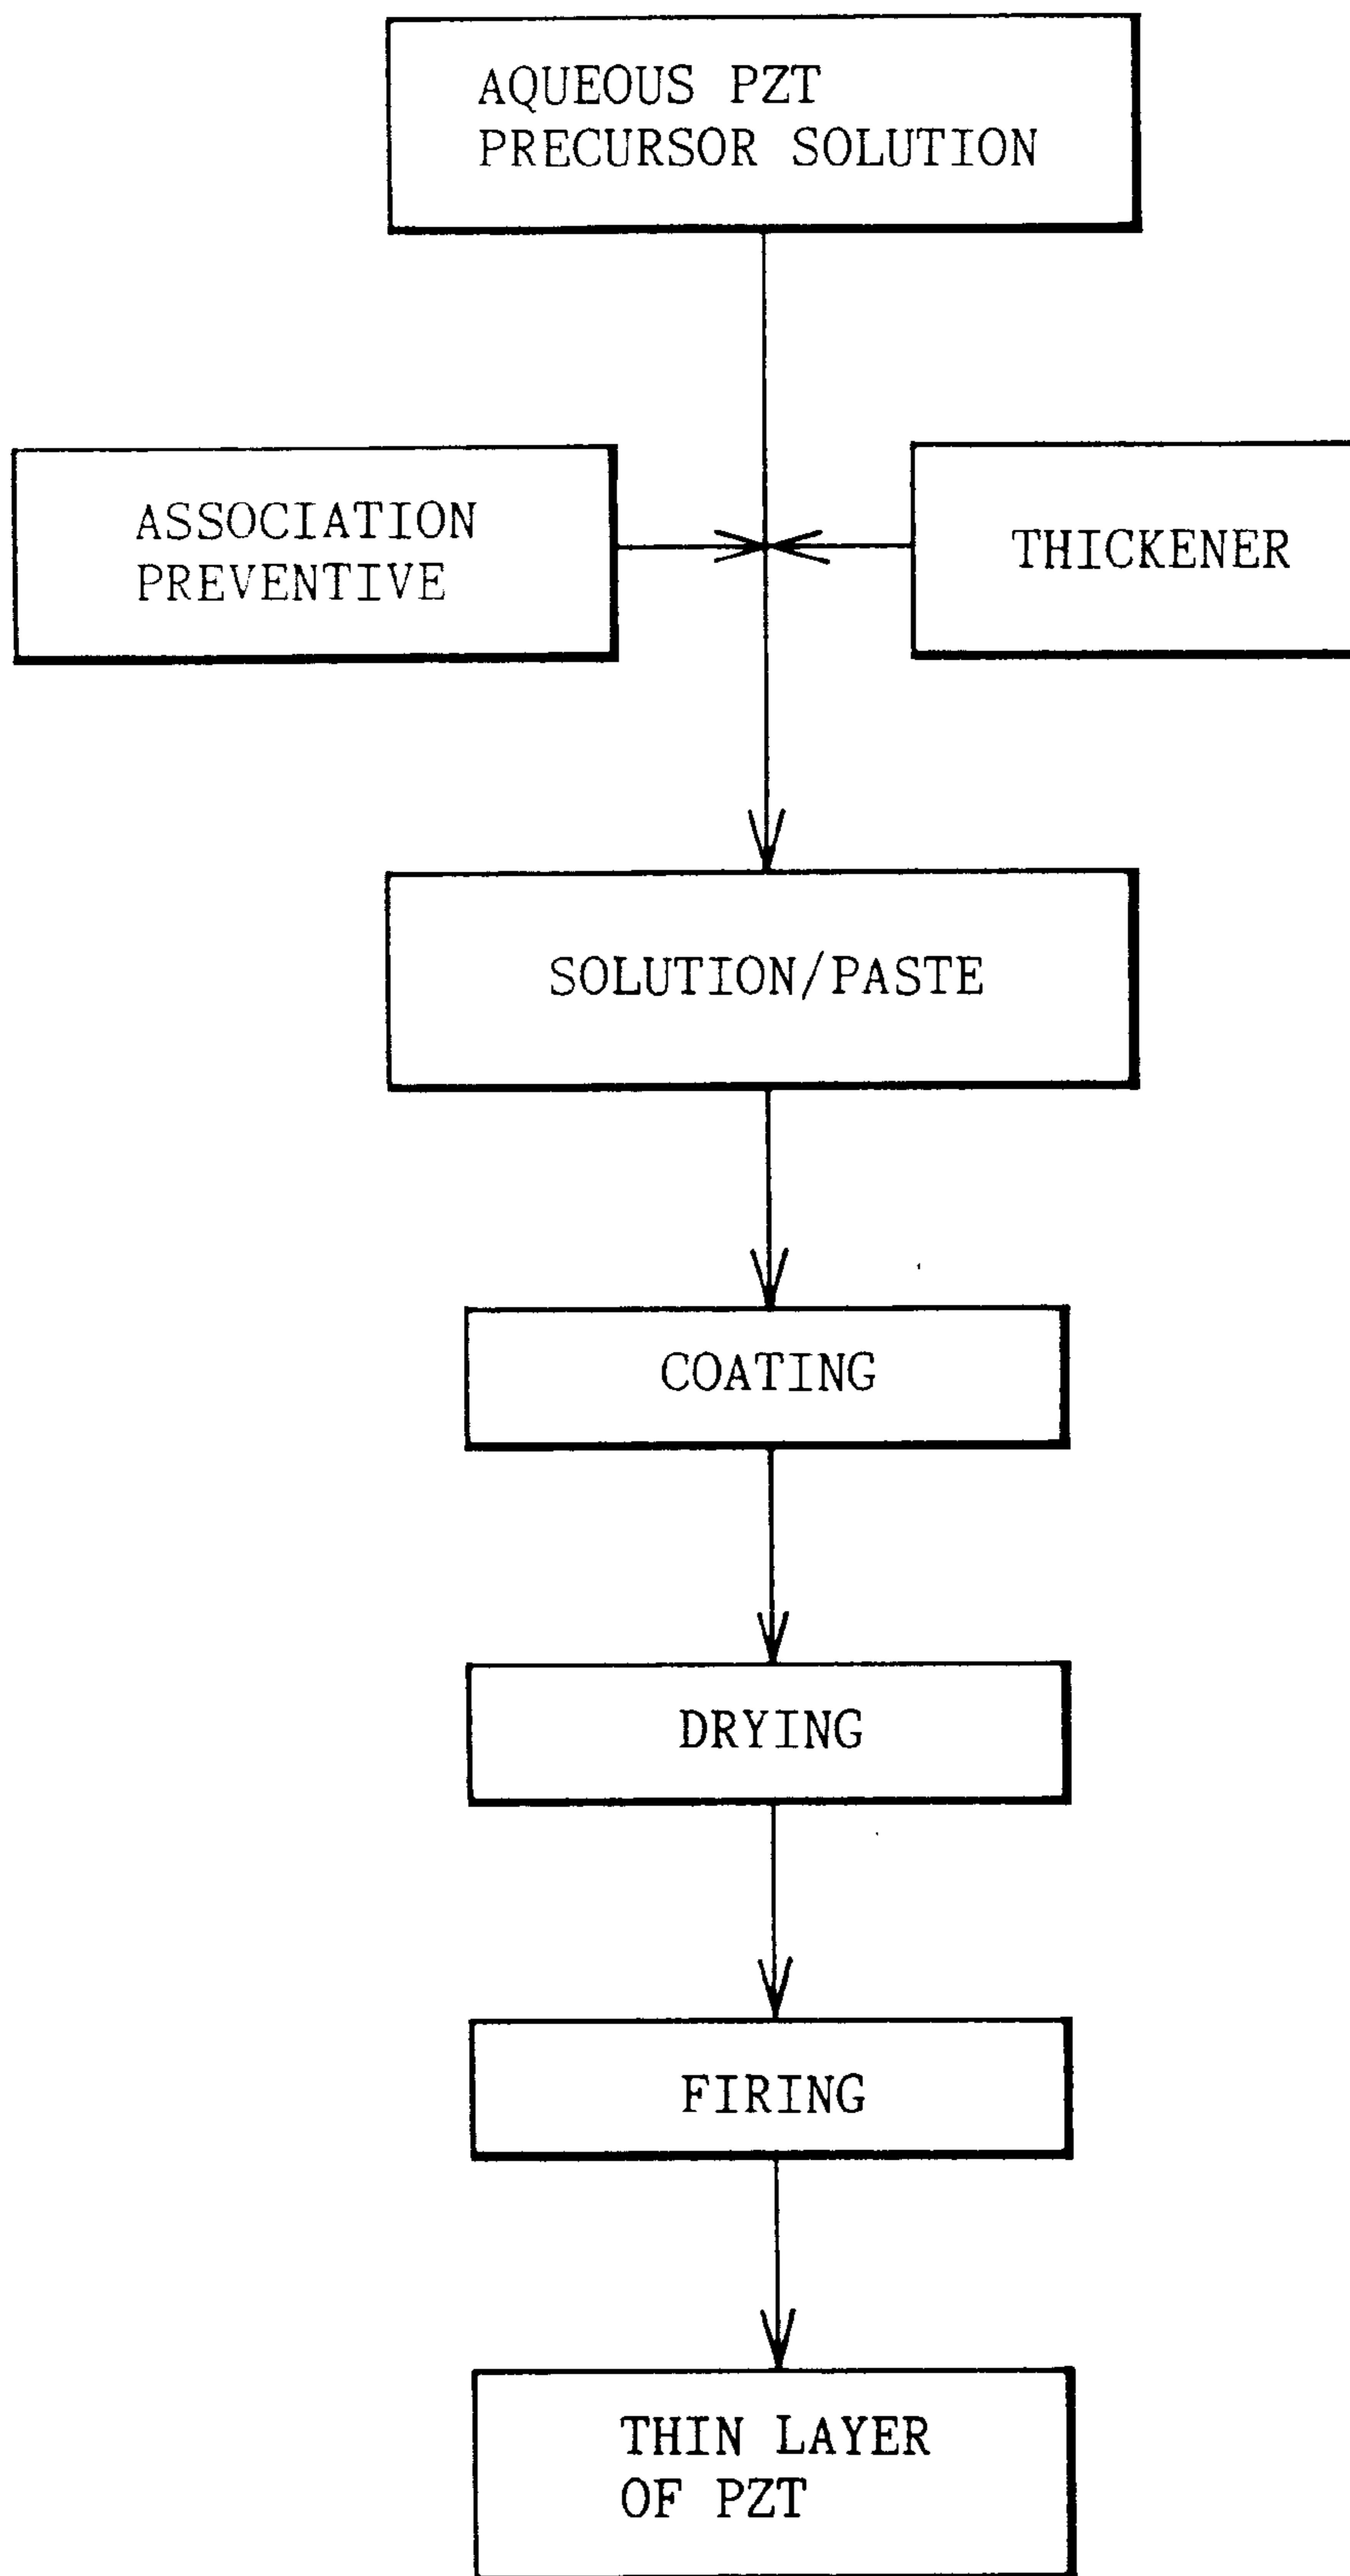 AQUEOUS PZT
PRECURSOR SOLUTION
ASSOCIATION
PREVENTIVE
THICKENER
SOLUTION/PASTE
COATING
DRYING
FIRING
THIN LAYER
OF PZT